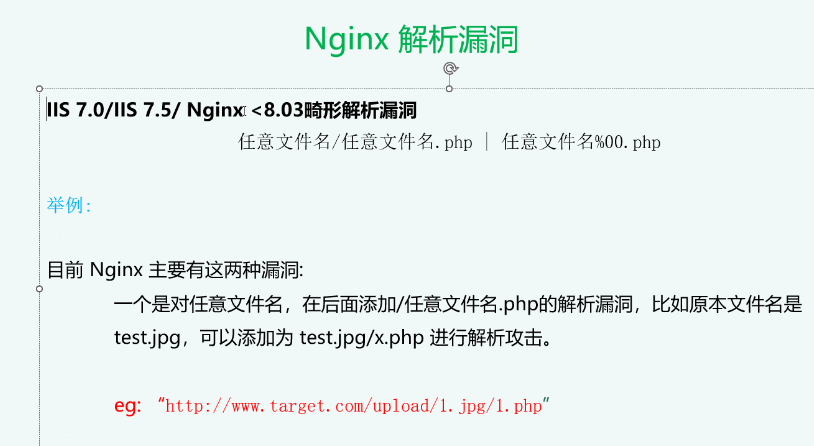 Nginx 解析漏洞
IIS 7.0/IIS 7.5/ Nginx <8.03畸形解析漏洞
任意文件名/任意文件名.php | 任意文件名%00.php
举例:
目前 Nginx 主要有这两种漏洞:
一个是对任意文件名，在后面添加/任意文件名.php的解析漏洞，比如原本文件名是
test.jpg，可以添加为 test.jpg/x.php 进行解析攻击。
eg: “http://www.target.com/upload/1.jpg/1.php”